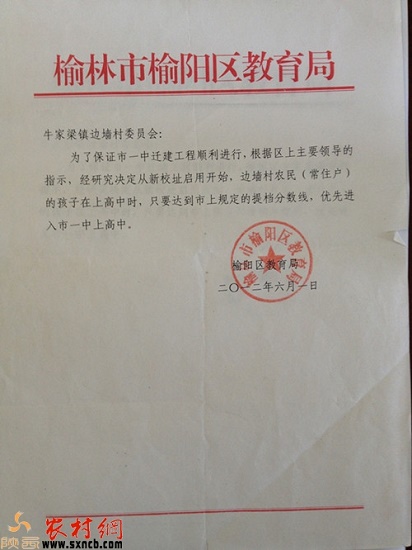 榆林市榆阳区教育局
牛家梁镇边墙村委员会:
为了保证市一中迁建工程顺利进行,根据区上主要领导的
指示,经研究决定从新校址启用开始,边墙村农民(常住户)
的孩子在上高中时,只要达到市上规定的提档分数线,优先进
入市一中上高中。
榆林市榆阳区教育局
榆阳区教育局
二〇一二年六月一日
陕西
农村網
www.sxncb.com